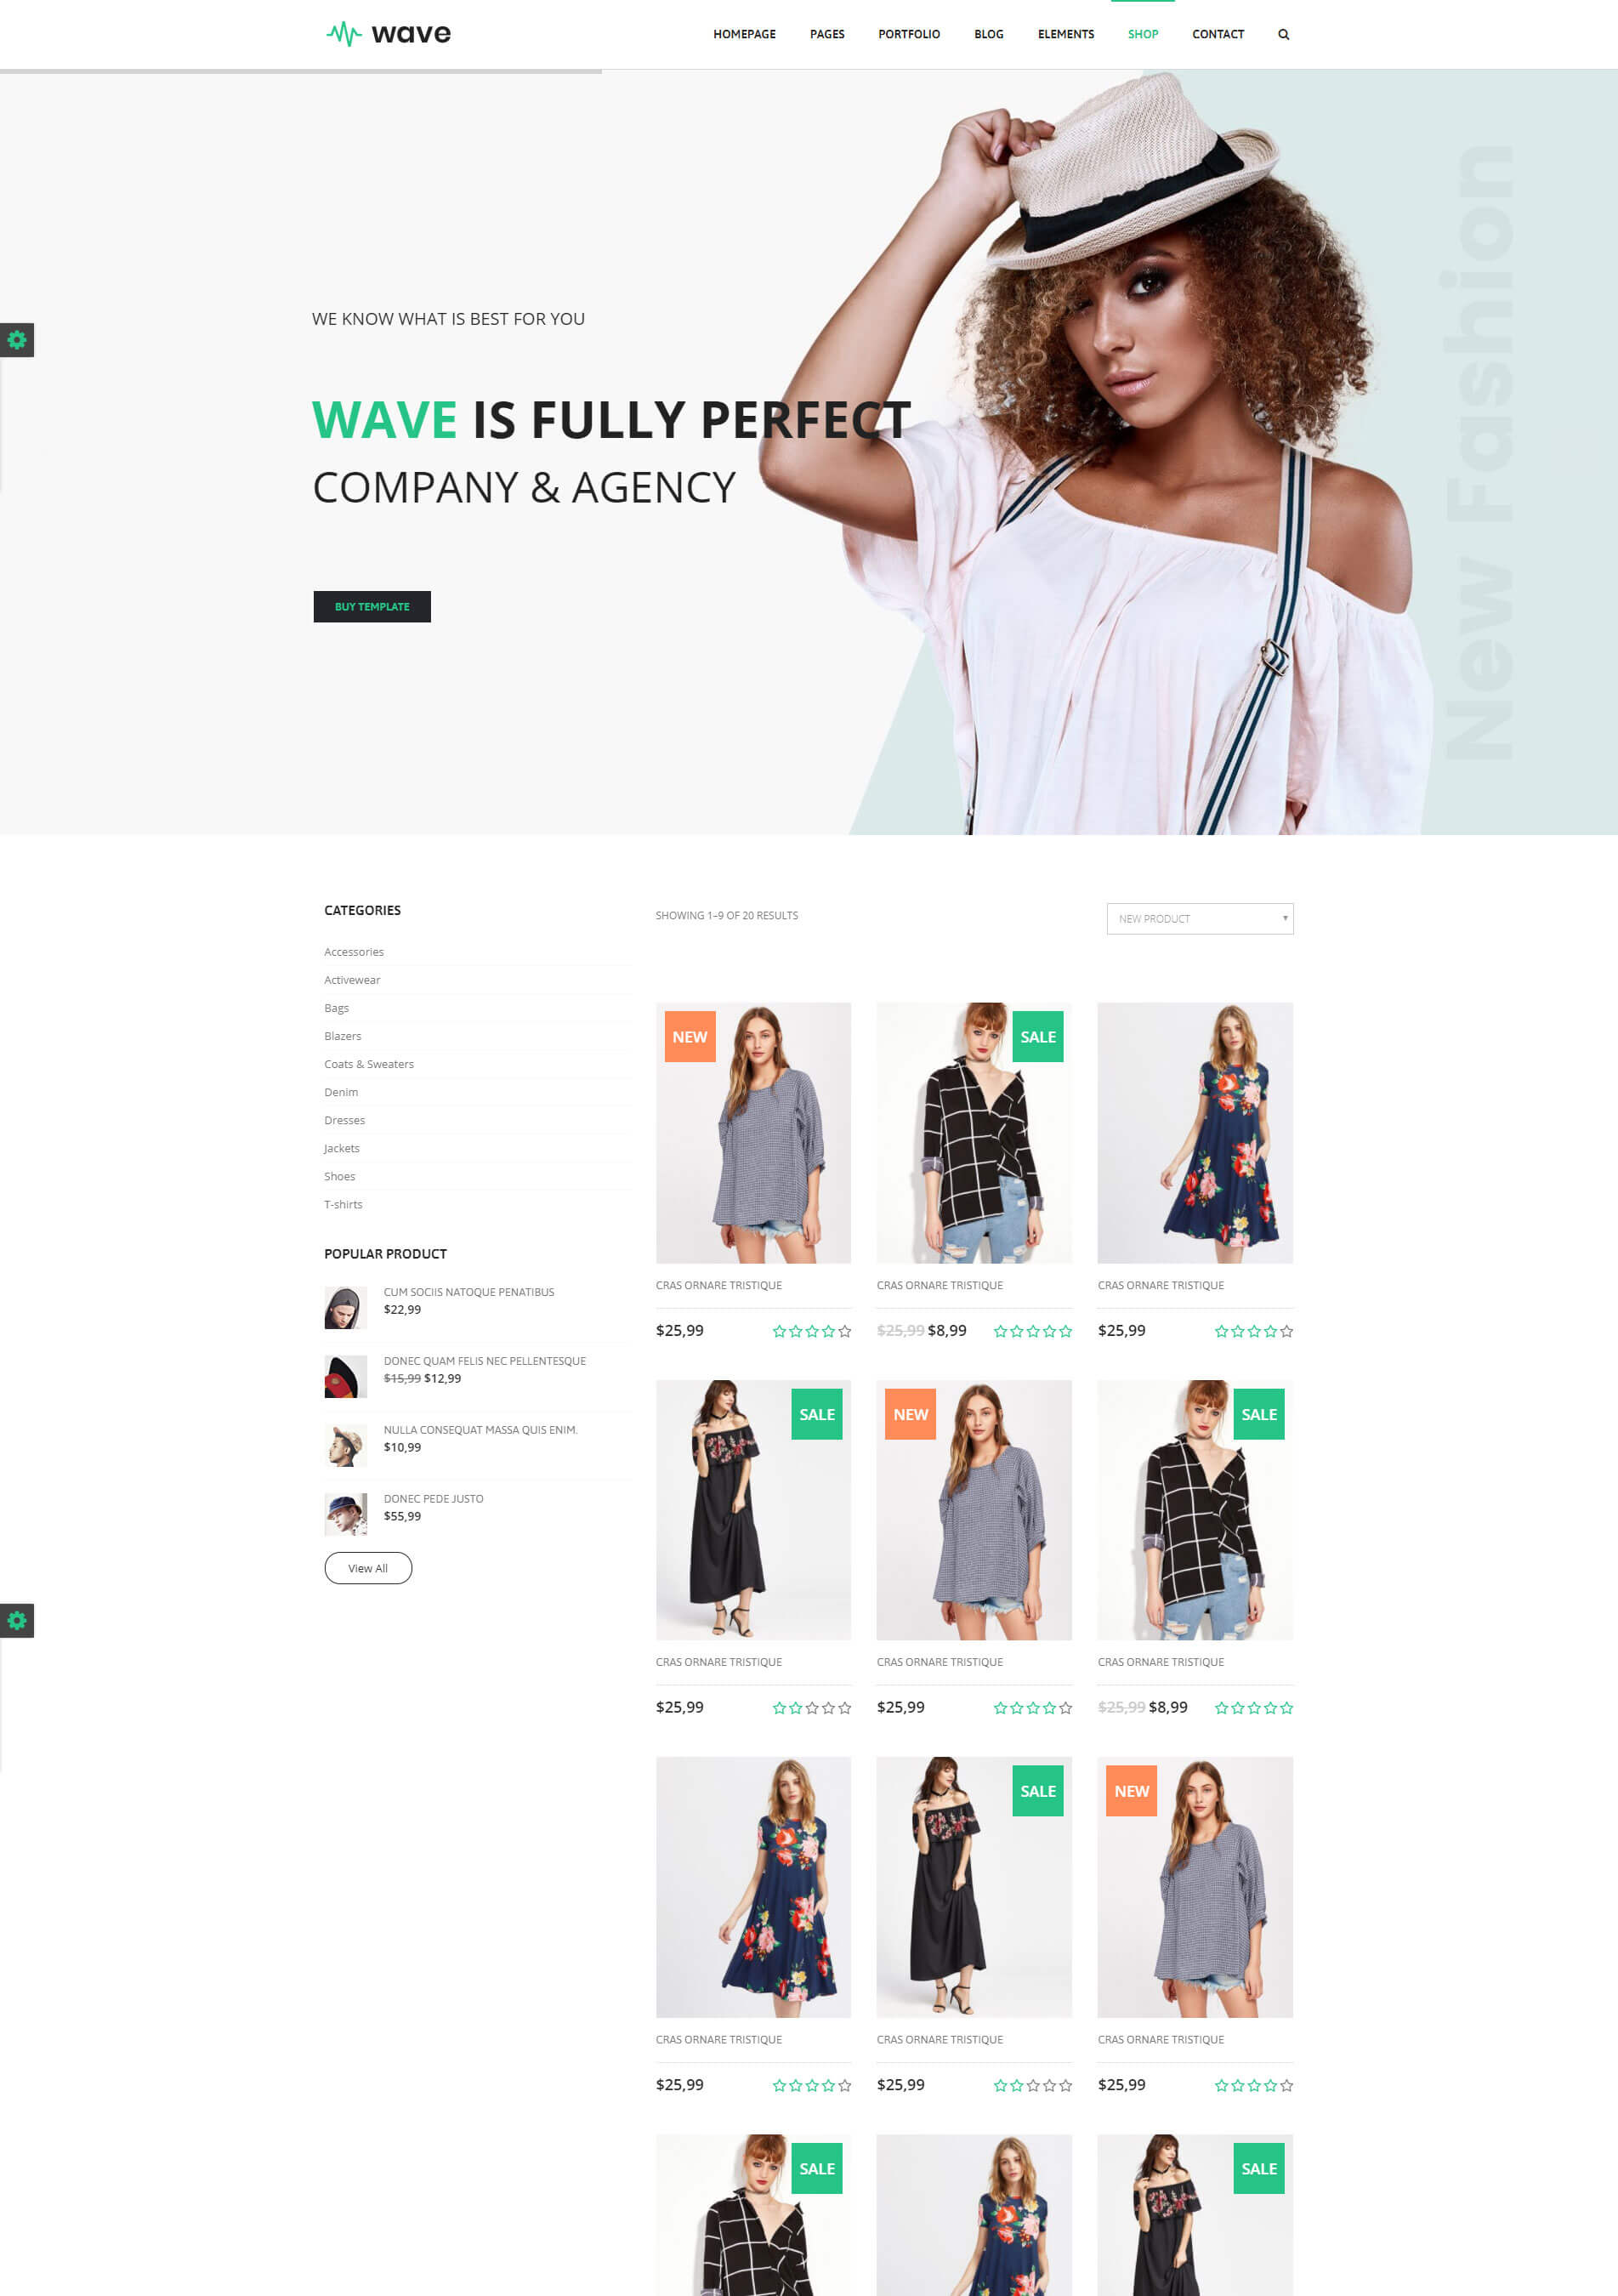 wave
HOMEPAGE PAGES PORTFOLIO BLOG ELEMENTS SHOP CONTACT
WE KNOW WHAT IS BEST FOR YOU
WAVE IS FULLY PERFECT
COMPANY & AGENCY
BUY TEMPLATE
New Fashion
CATEGORIES
Accessories
Activewear
Bags
Blazers
Coats & Sweaters
Denim
Dresses
Jackets
Shoes
T-shirts
POPULAR PRODUCT
CUM SOCIIS NATOQUE PENATIBUS
$22,99
DONEC QUAM FELIS NEC PELLENTESQUE
$15,99 $12,99
NULLA CONSEQUAT MASSA QUIS ENIM.
$10,99
DONEC PEDE JUSTO
$55,99
View All
SHOWING 1–9 OF 20 RESULTS
NEW PRODUCT
NEW
SALE
CRAS ORNARE TRISTIQUE
CRAS ORNARE TRISTIQUE
CRAS ORNARE TRISTIQUE
$25,99
$25,99 $8,99
$25,99
SALE
NEW
SALE
CRAS ORNARE TRISTIQUE
CRAS ORNARE TRISTIQUE
CRAS ORNARE TRISTIQUE
$25,99
$25,99
$25,99 $8,99
SALE
NEW
CRAS ORNARE TRISTIQUE
CRAS ORNARE TRISTIQUE
CRAS ORNARE TRISTIQUE
$25,99
$25,99
$25,99
SALE
SALE